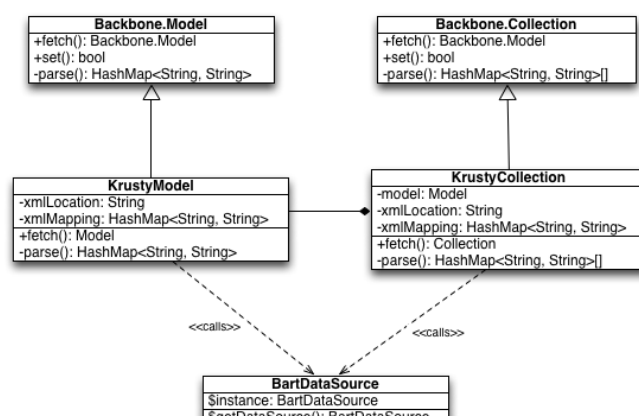 Backbone.Model
+fetch(): Backbone.Model
+set(): bool
-parse(): HashMap<String, String>
Backbone.Collection
+fetch(): Backbone.Model
+set(): bool
-parse(): HashMap<String, String>[]
KrustyModel
-xmlLocation: String
-xmlMapping: HashMap<String, String>
+fetch(): Model
-parse(): HashMap<String, String>
KrustyCollection
-model: Model
-xmlLocation: String
-xmlMapping: HashMap<String, String>
+fetch(): Collection
-parse(): HashMap<String, String>[]
<<calls>>
<<calls>>
BartDataSource
$instance: BartDataSource
$getDataSource(): BartDataSource